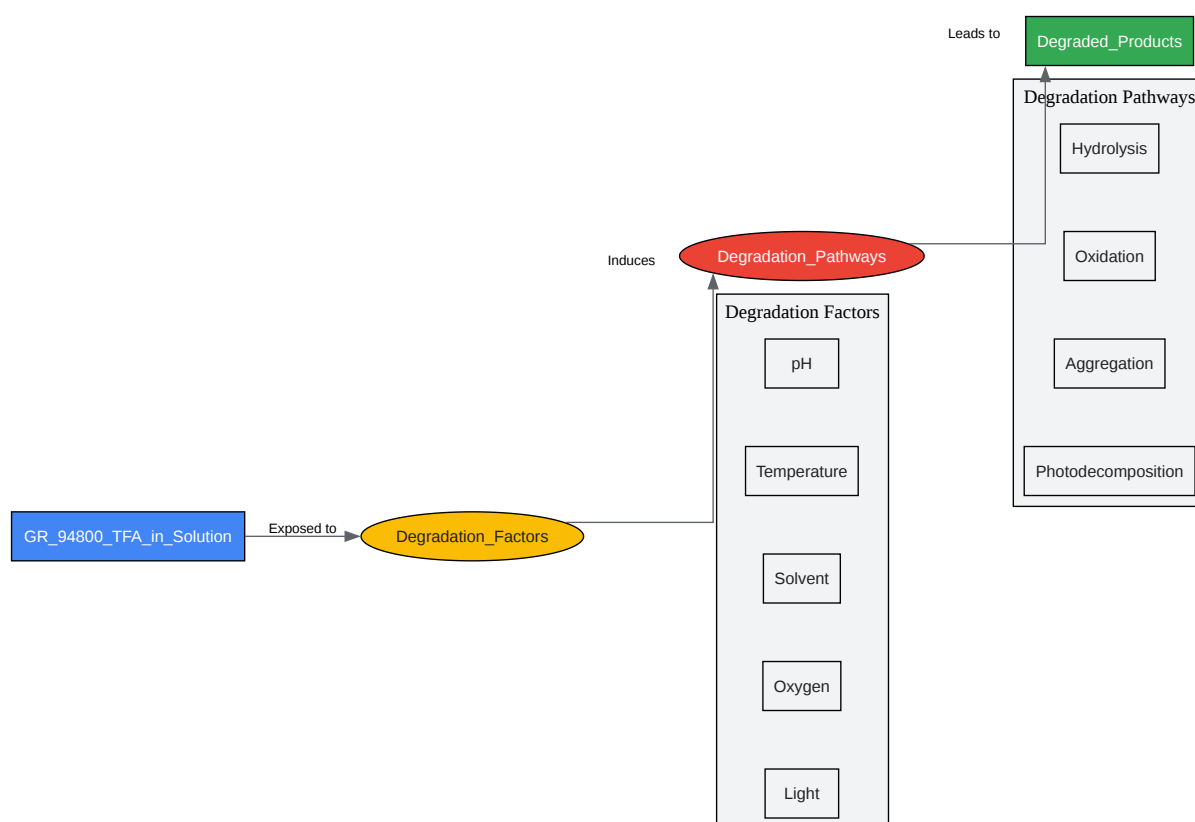 Leads to
Degraded_Products
Degradation Pathways
Hydrolysis
Induces
Degradation_Pathways
Oxidation
Degradation Factors
pH
Aggregation
Temperature
Photodecomposition
GR_94800_TFA_in_Solution
Exposed to
Degradation_Factors
Solvent
Oxygen
Light